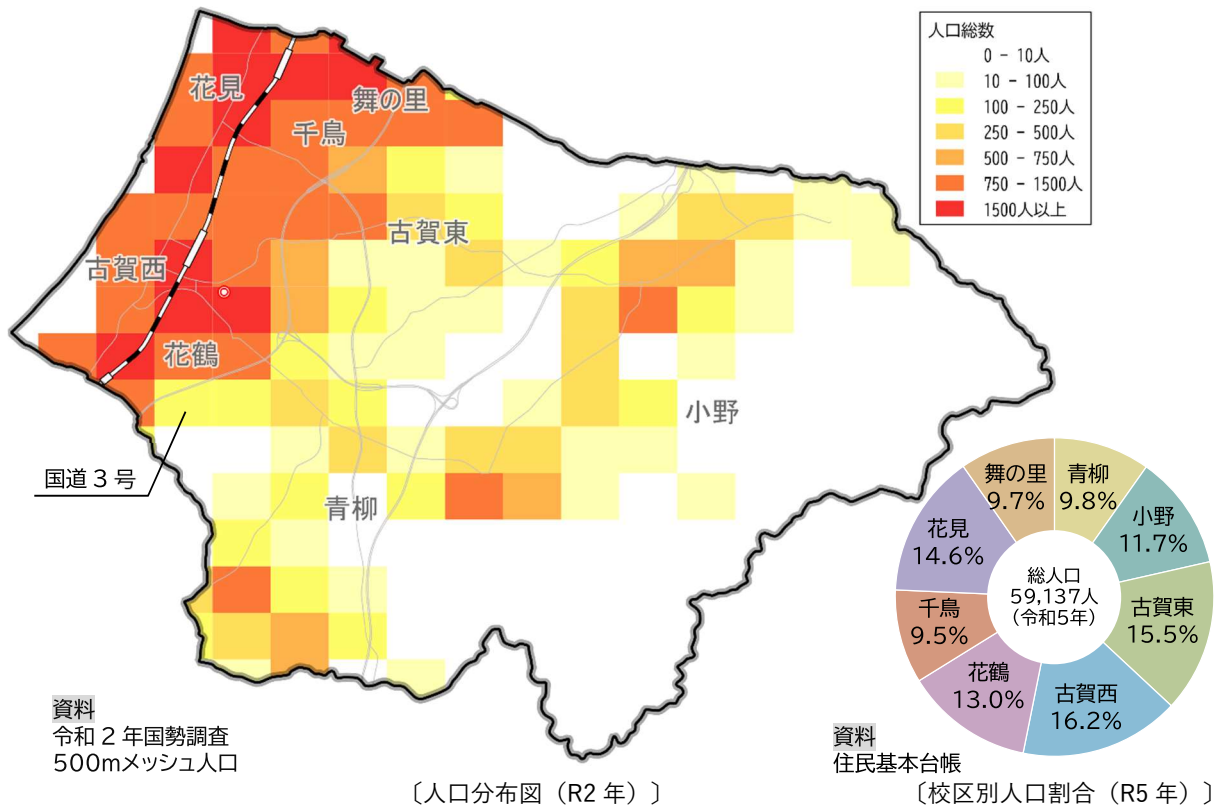 人口総数
0 - 10人
10 - 100人
100 - 250人
250 - 500人
500 - 750人
750 - 1500人
1500人以上
花見
舞の里
千鳥
古賀東
古賀西
花鶴
小野
国道3号
青柳
舞の里
9.7%
青柳
9.8%
小野
11.7%
古賀東
15.5%
古賀西
16.2%
花鶴
13.0%
千鳥
9.5%
花見
14.6%
総人口
59,137人
(令和5年)
資料
令和2年国勢調査
500mメッシュ人口
資料
住民基本台帳
〔人口分布図（R2 年）〕
〔校区別人口割合（R5 年）〕